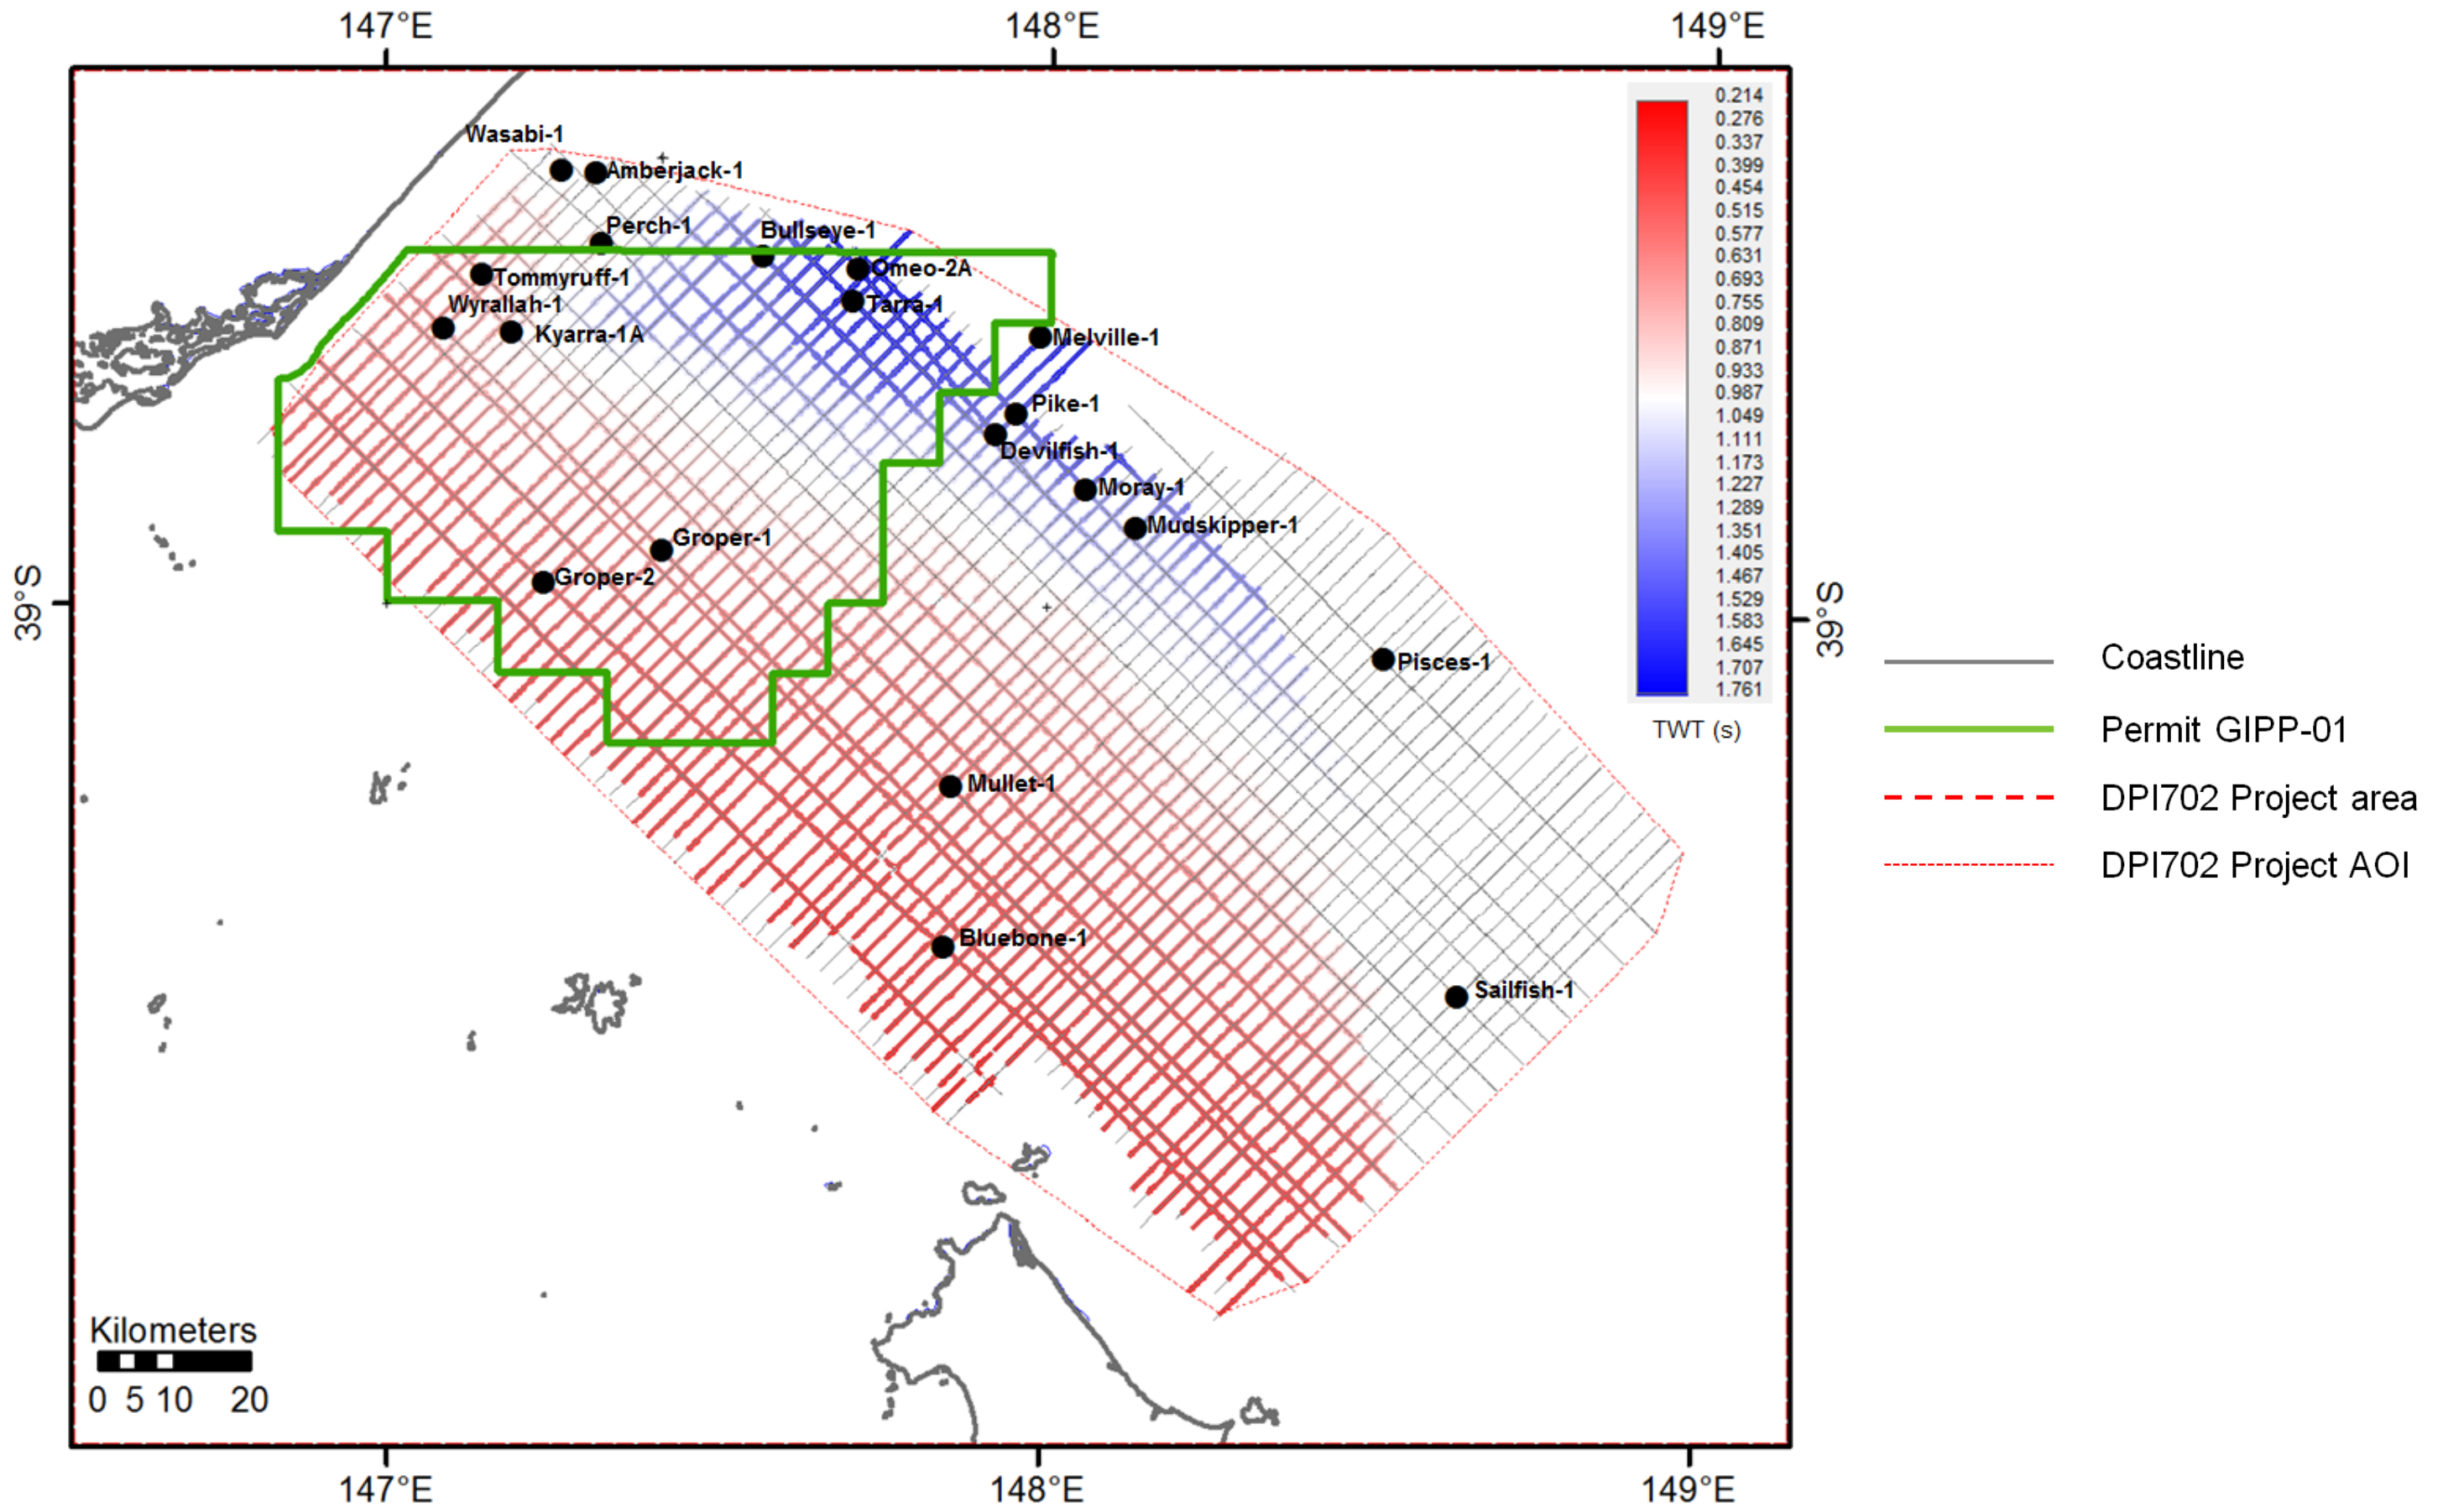 147°E
148°E
149°E
Wasabi-1
Amberjack-1
Perch-1
Bullseye-1
Omeo-2A
Tommyruff-1
Tarra-1
Wyrallah-1
Kyarra-1A
Melville-1
Pike-1
Devilfish-1
Moray-1
Mudskipper-1
Groper-1
Groper-2
Pisces-1
Mullet-1
Bluebone-1
Sailfish-1
0.214
0.276
0.337
0.399
0.454
0.515
0.577
0.631
0.693
0.755
0.809
0.871
0.933
0.987
1.049
1.111
1.173
1.227
1.289
1.351
1.405
1.467
1.529
1.583
1.645
1.707
1.761
TWT (s)
39°S
39°S
Coastline
Permit GIPP-01
DPI702 Project area
DPI702 Project AOI
Kilometers
0 5 10 20
147°E
148°E
149°E